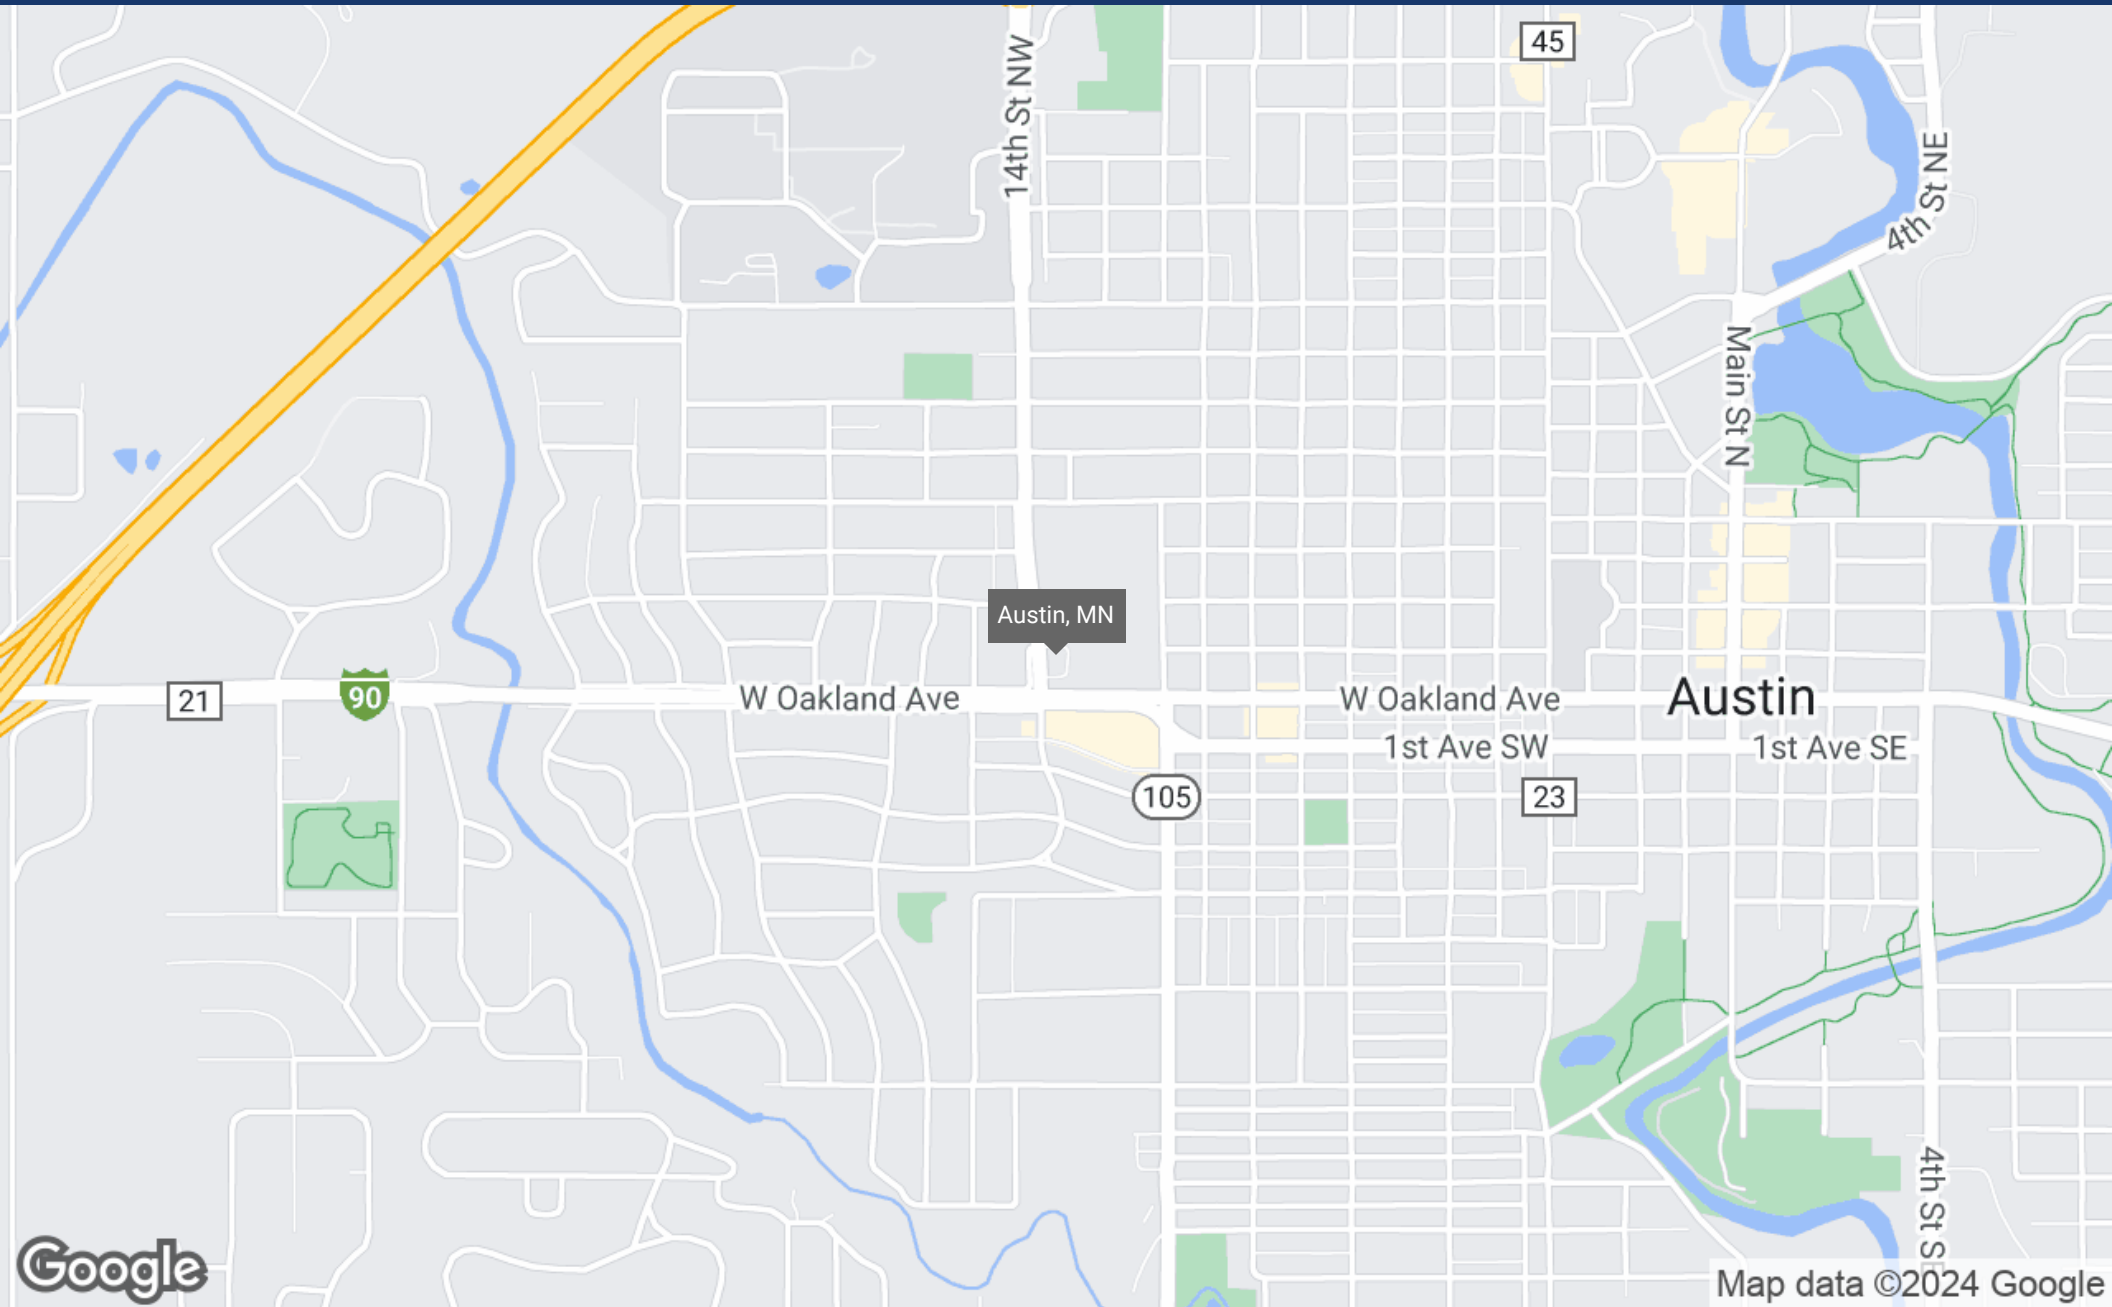 45
14th St NW
4th St NE
Main St N
Austin, MN
21
90
W Oakland Ave
W Oakland Ave
Austin
1st Ave SW
1st Ave SE
105
23
4th St SE
Google
Map data ©2024 Google